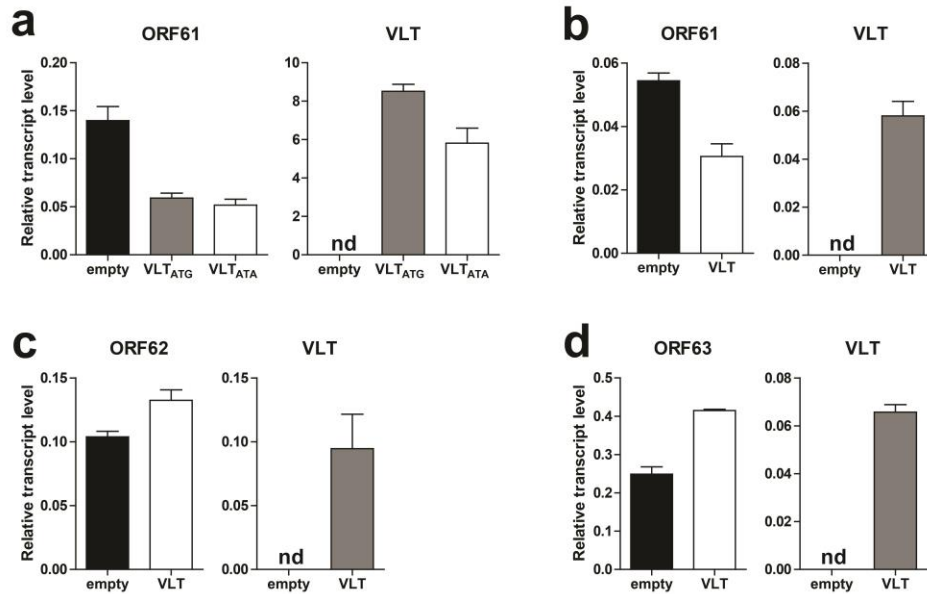 a
ORF61
Relative transcript level
0.20
0.15
0.10
0.05
0.00
empty
VLTATG
VLTATA
VLT
10
8
6
4
2
0
nd
empty
VLTATG
VLTATA
b
ORF61
Relative transcript level
0.06
0.04
0.02
0.00
empty
VLT
VLT
0.08
0.06
0.04
0.02
0.00
nd
empty
VLT
c
ORF62
Relative transcript level
0.15
0.10
0.05
0.00
empty
VLT
VLT
0.15
0.10
0.05
0.00
nd
empty
VLT
d
ORF63
Relative transcript level
0.5
0.4
0.3
0.2
0.1
0.0
empty
VLT
VLT
0.08
0.06
0.04
0.02
0.00
nd
empty
VLT